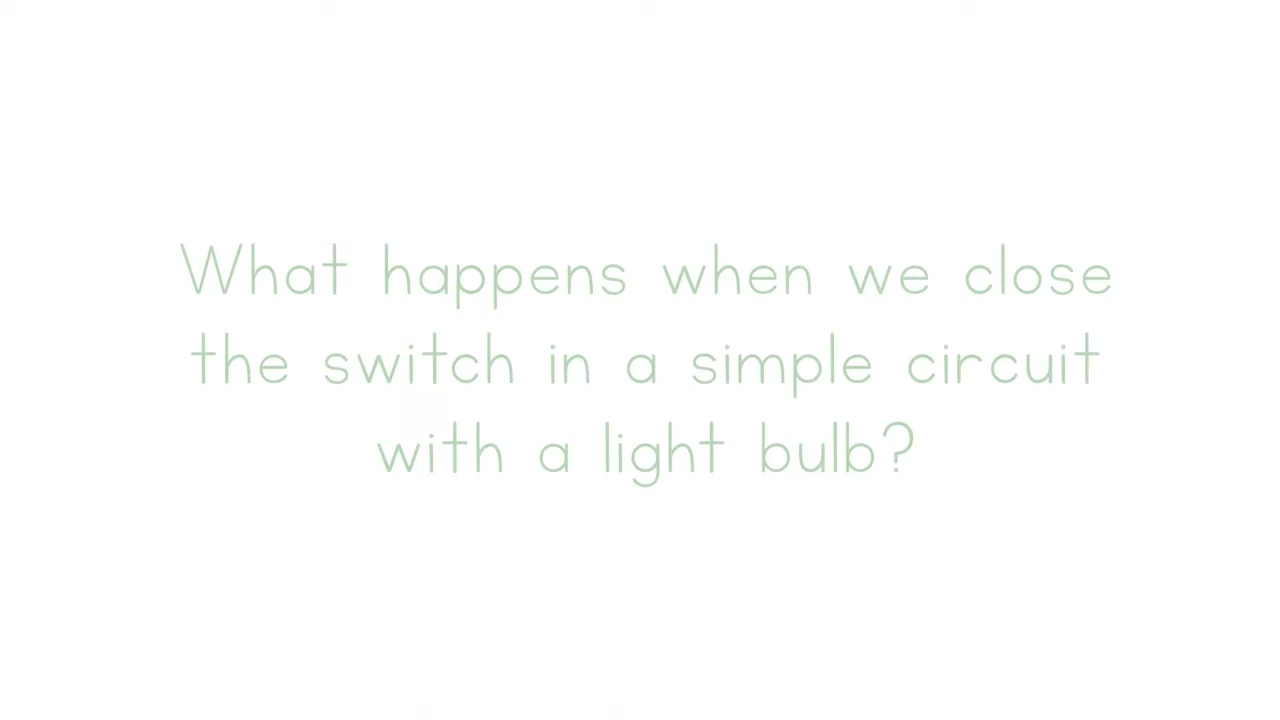 What happens when we close
the switch in a simple circuit
with a light bulb?